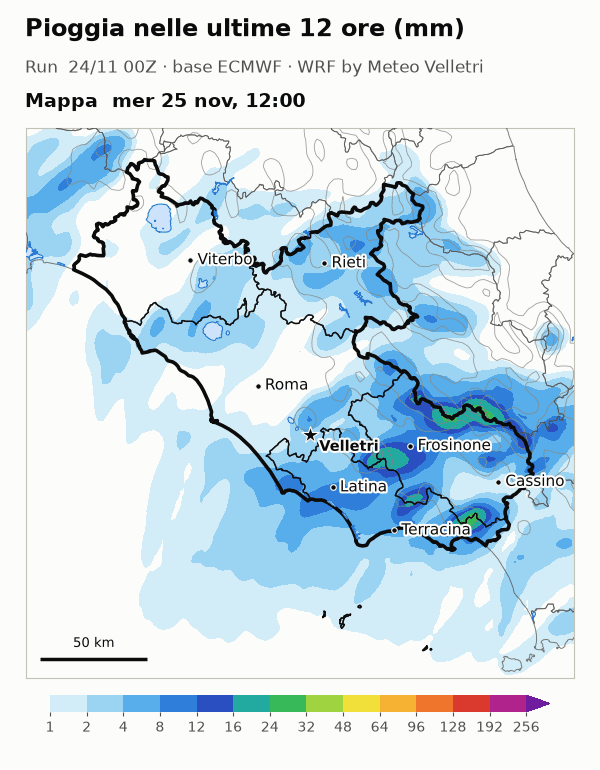 Pioggia nelle ultime 12 ore (mm)
Run  24/11 00Z · base ECMWF · WRF by Meteo Velletri
Mappa  mer 25 nov, 12:00
Viterbo
Rieti
Roma
Velletri
Frosinone
Latina
Cassino
Terracina
50 km
1 2 4 8 12 16 24 32 48 64 96 128 192 256